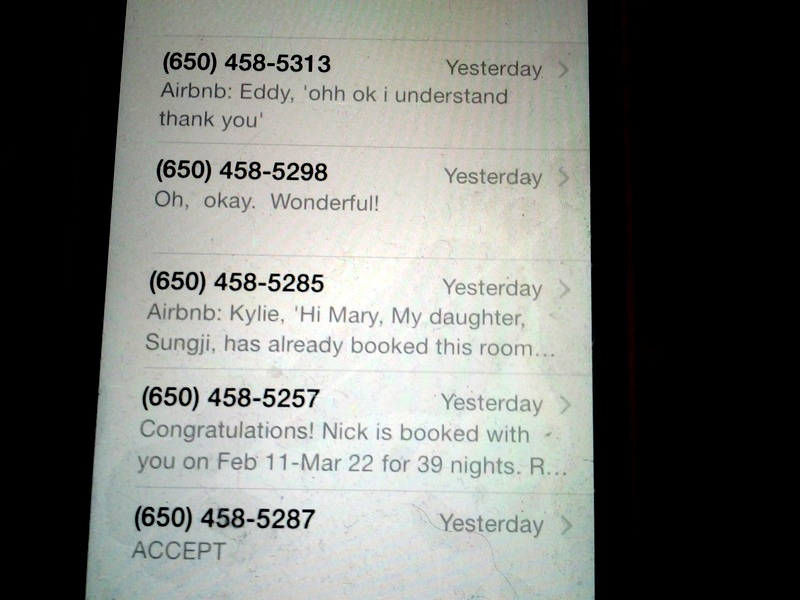 (650) 458-5313 Yesterday
Airbnb: Eddy, 'ohh ok i understand
thank you'
(650) 458-5298 Yesterday
Oh, okay. Wonderful!
(650) 458-5285 Yesterday
Airbnb: Kylie, 'Hi Mary, My daughter,
Sungji, has already booked this room...
(650) 458-5257 Yesterday
Congratulations! Nick is booked with
you on Feb 11-Mar 22 for 39 nights. R...
(650) 458-5287 Yesterday
ACCEPT